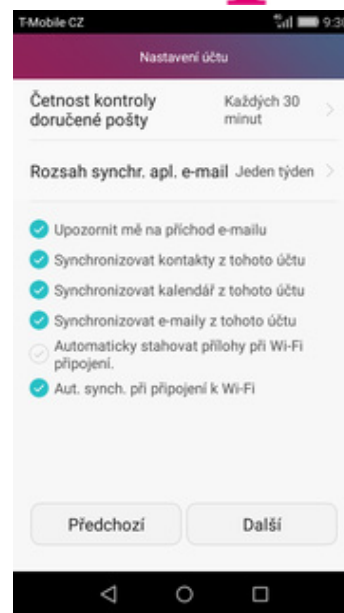 T-Mobile CZ
Nastavení účtu
Četnost kontroly Každých 30
doručené pošty minut
Rozsah synchr. apl. e-mail Jeden týden
Upozornit mě na příchod e-mailu
Synchronizovat kontakty z tohoto účtu
Synchronizovat kalendář z tohoto účtu
Synchronizovat e-maily z tohoto účtu
Automaticky stahovat přílohy při Wi-Fi
připojení.
Aut. synch. při připojení k Wi-Fi
Předchozí Další